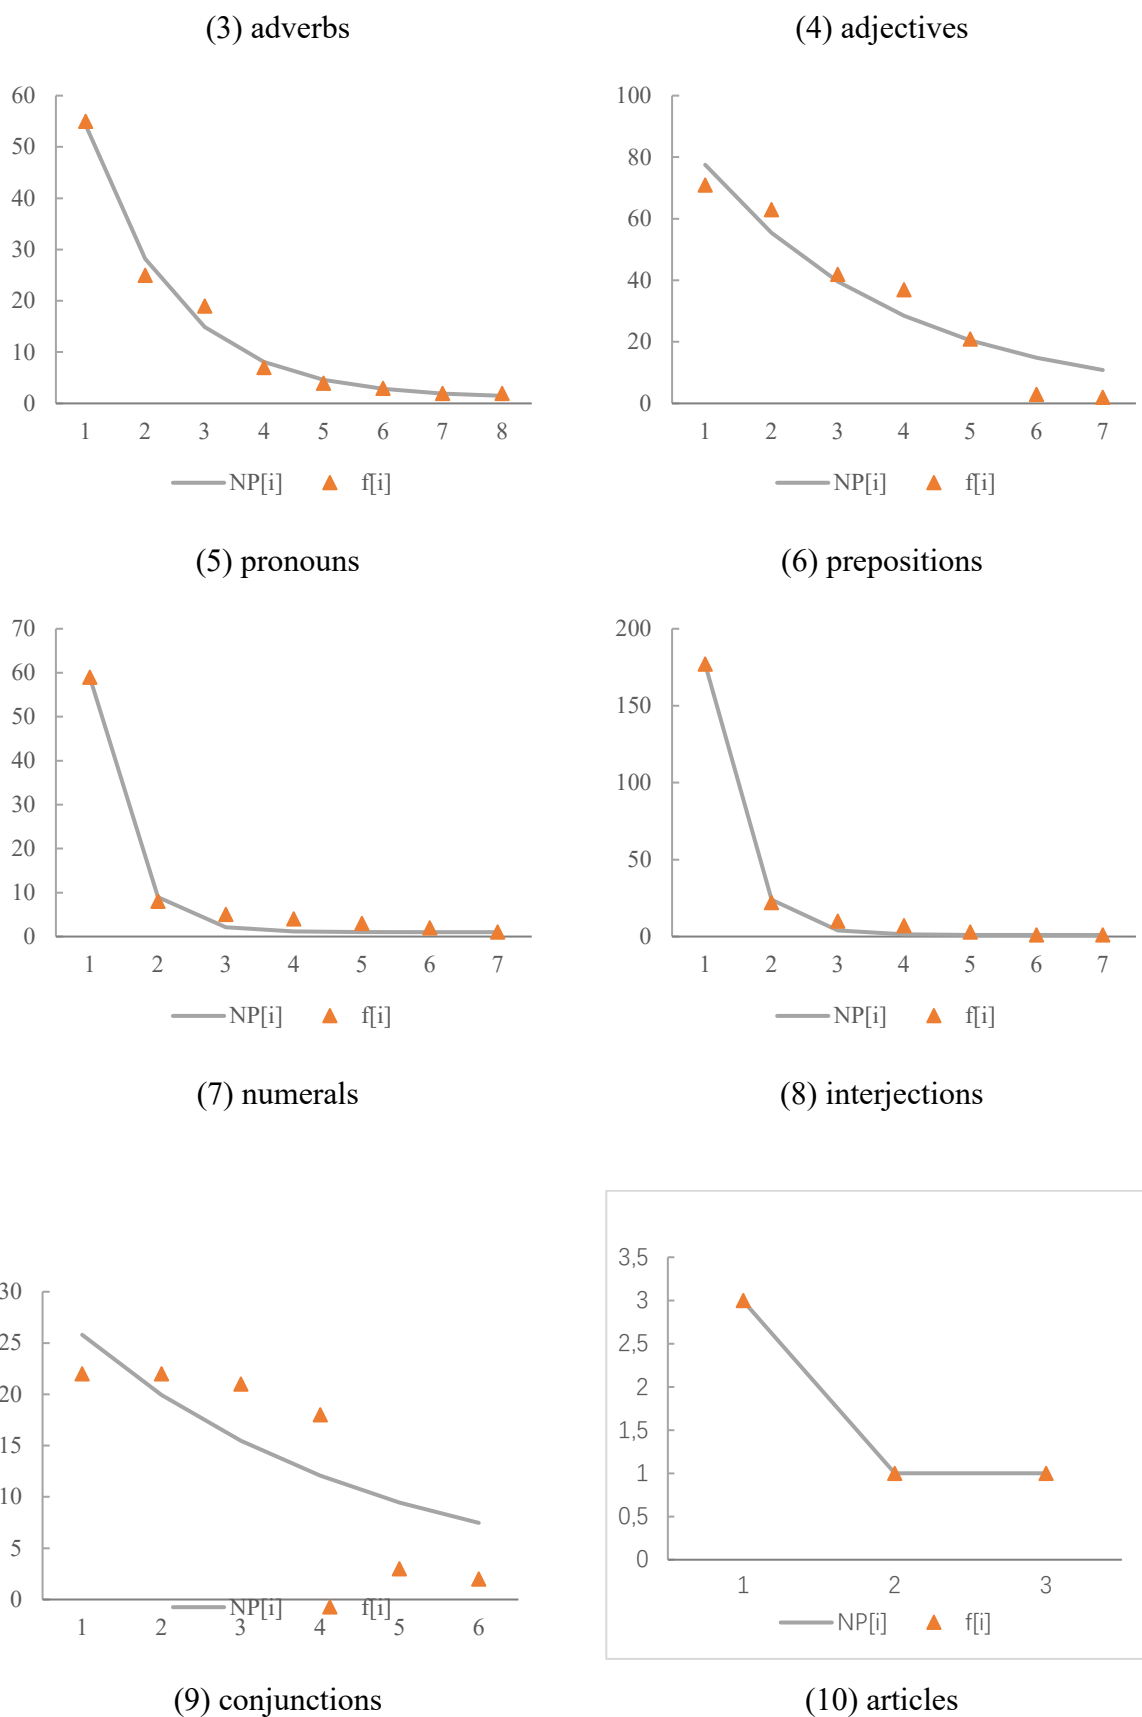 (3) adverbs
(4) adjectives
60
50
40
30
20
10
0
1 2 3 4 5 6 7 8
NP[i] f[i]
100
80
60
40
20
0
1 2 3 4 5 6 7
NP[i] f[i]
(5) pronouns
(6) prepositions
70
60
50
40
30
20
10
0
1 2 3 4 5 6 7
NP[i] f[i]
200
150
100
50
0
1 2 3 4 5 6 7
NP[i] f[i]
(7) numerals
(8) interjections
30
25
20
15
10
5
0
1 2 3 4 5 6
NP[i] f[i]
3,5
3
2,5
2
1,5
1
0,5
0
1 2 3
NP[i] f[i]
(9) conjunctions
(10) articles